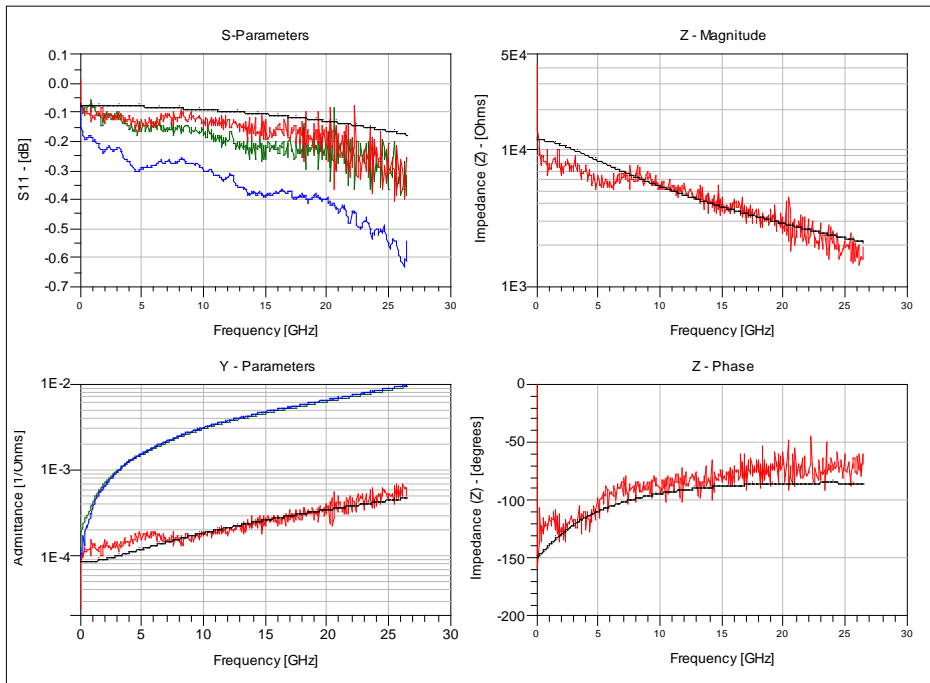 S-Parameters
0.1
0.0
-0.1
-0.2
-0.3
-0.4
-0.5
-0.6
-0.7
S11 - [dB]
0 5 10 15 20 25 30
Frequency [GHz]
Z - Magnitude
5E4
1E4
1E3
Impedance (Z) - [Ohms]
0 5 10 15 20 25 30
Frequency [GHz]
Y - Parameters
1E-2
1E-3
1E-4
Admittance [1/Ohms]
0 5 10 15 20 25 30
Frequency [GHz]
Z - Phase
0
-50
-100
-150
-200
Impedance (Z) - [degrees]
0 5 10 15 20 25 30
Frequency [GHz]